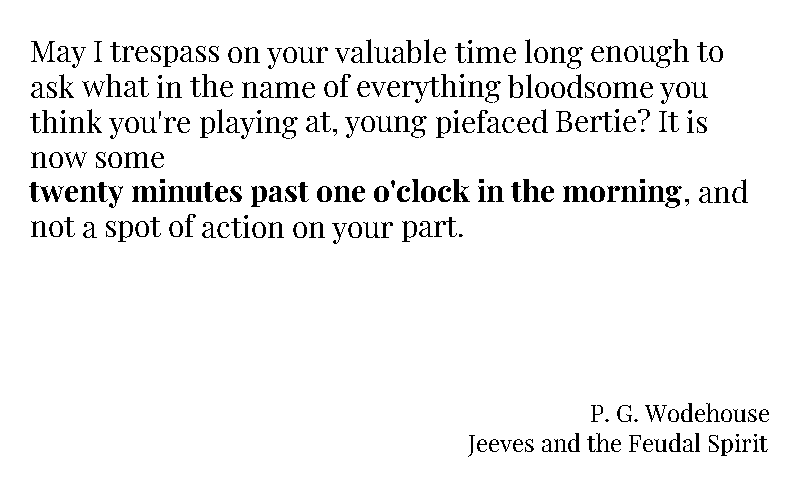 May I trespass on your valuable time long enough to
ask what in the name of everything bloodsome you
think you're playing at, young piefaced Bertie? It is
now some
twenty minutes past one o'clock in the morning, and
not a spot of action on your part.
P. G. Wodehouse
Jeeves and the Feudal Spirit